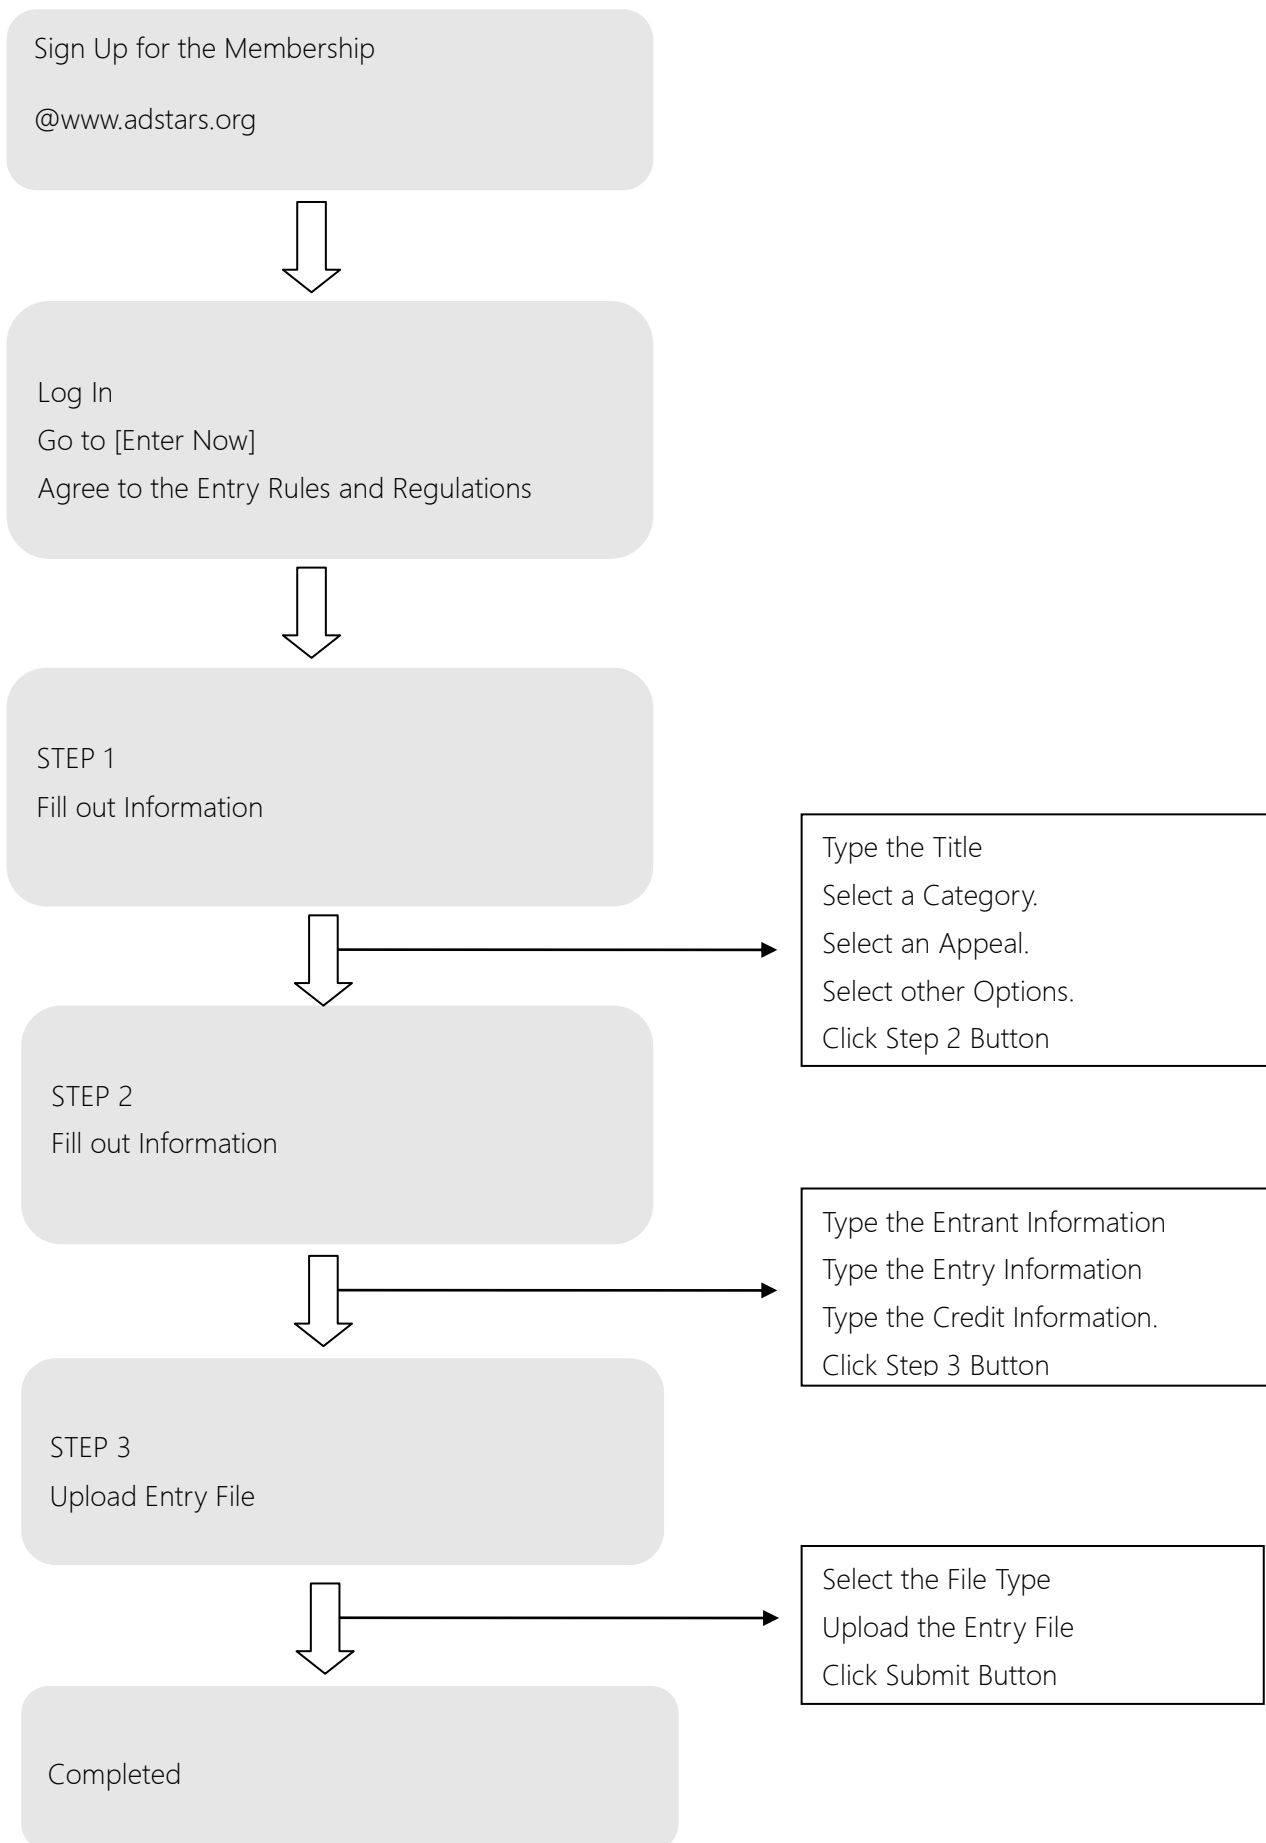 Sign Up for the Membership
@www.adstars.org
Log In
Go to [Enter Now]
Agree to the Entry Rules and Regulations
STEP 1
Fill out Information
Type the Title
Select a Category.
Select an Appeal.
Select other Options.
Click Step 2 Button
STEP 2
Fill out Information
Type the Entrant Information
Type the Entry Information
Type the Credit Information.
Click Step 3 Button
STEP 3
Upload Entry File
Select the File Type
Upload the Entry File
Click Submit Button
Completed